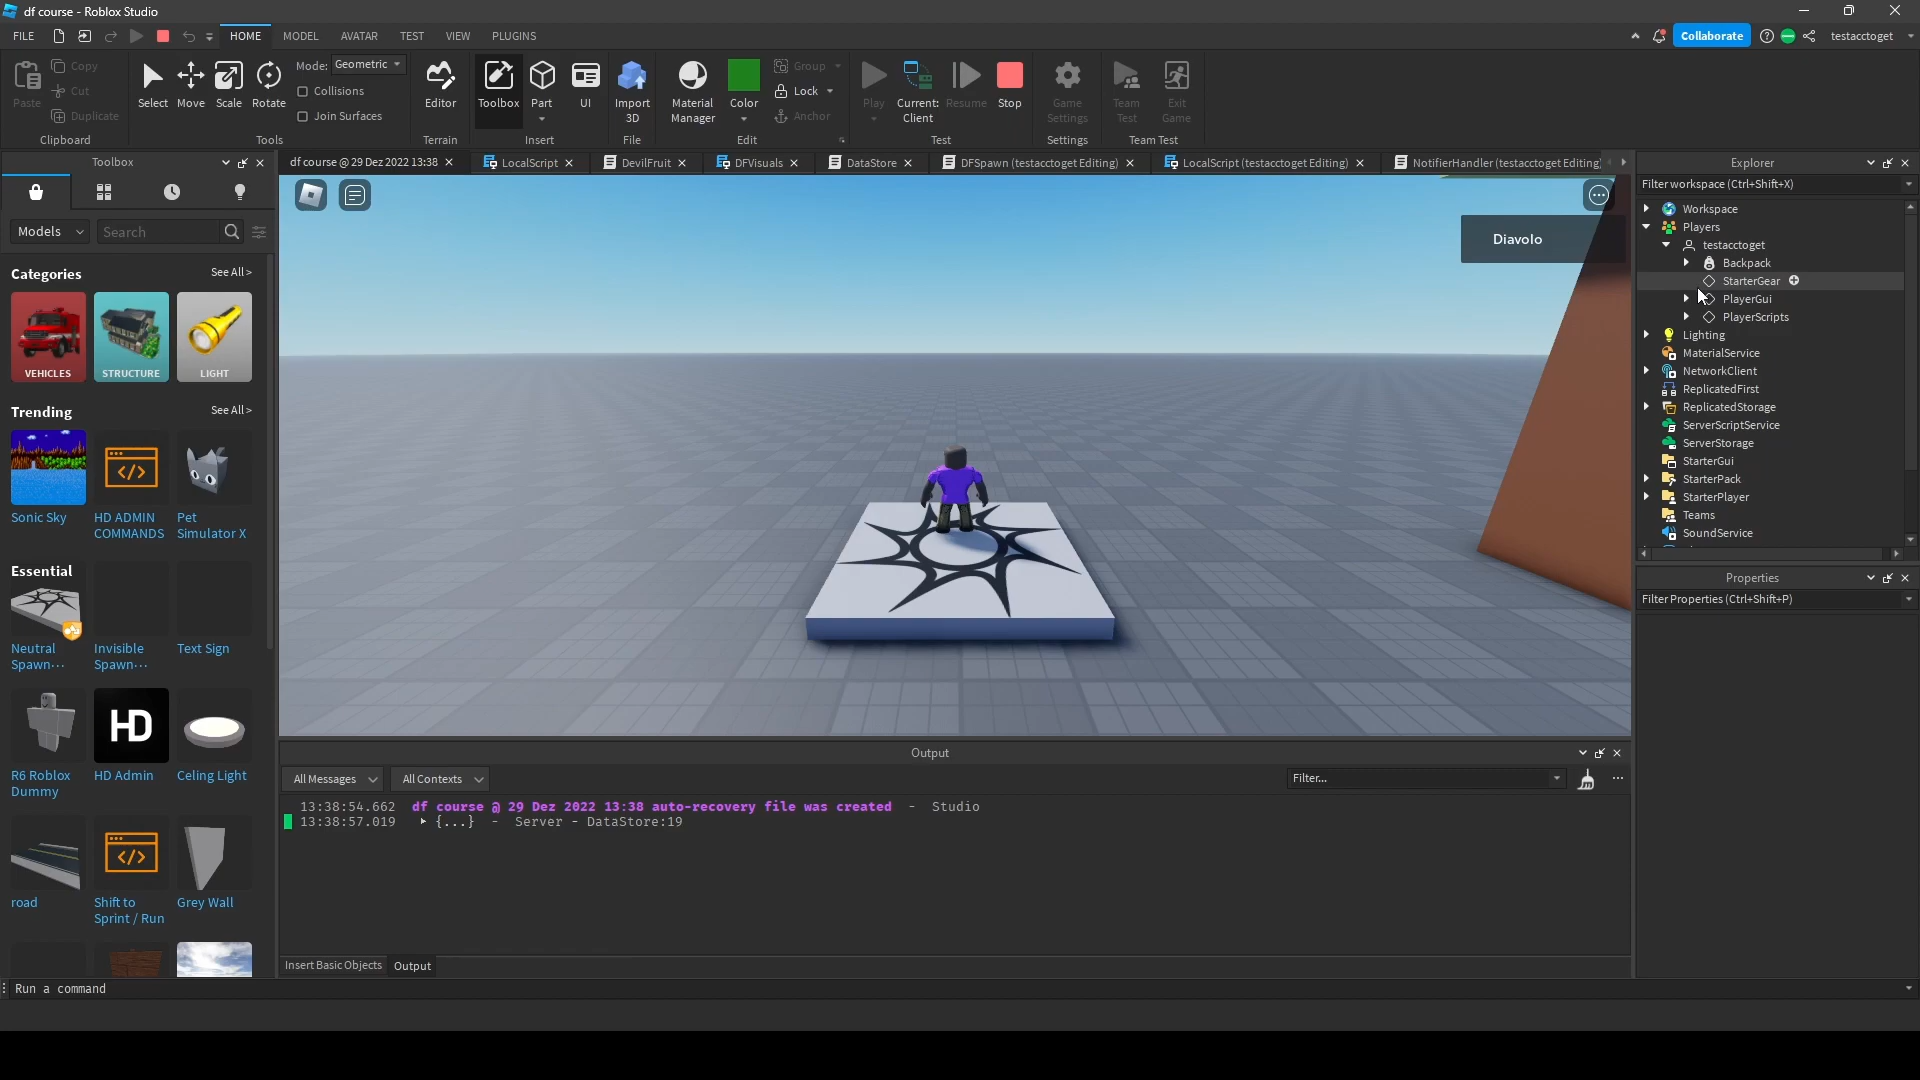 df course - Roblox Studio
FILE
HOME
MODEL
AVATAR
TEST
VIEW
PLUGINS
Collaborate
testacctoget
Paste
Copy
Cut
Duplicate
Clipboard
Select
Move
Scale
Rotate
Mode: Geometric
Collisions
Join Surfaces
Tools
Editor
Terrain
Toolbox
Part
UI
Insert
Import
3D
File
Material
Manager
Color
Group
Lock
Anchor
Edit
Play
Current:
Client
Resume
Stop
Test
Game
Settings
Settings
Team
Test
Exit
Game
Team Test
Toolbox
df course @ 29 Dez 2022 13:38
LocalScript
DevilFruit
DFVisuals
DataStore
DFSpawn (testacctoget Editing)
LocalScript (testacctoget Editing)
NotifierHandler (testacctoget Editing)
Explorer
Models
Search
Categories
See All >
VEHICLES
STRUCTURE
LIGHT
Trending
See All >
Sonic Sky
HD ADMIN
COMMANDS
Pet
Simulator X
Essential
Neutral
Spawn···
Invisible
Spawn···
Text Sign
HD
R6 Roblox
Dummy
HD Admin
Celing Light
road
Shift to
Sprint / Run
Grey Wall
Diavolo
Filter workspace (Ctrl+Shift+X)
Workspace
Players
testacctoget
Backpack
StarterGear
PlayerGui
PlayerScripts
Lighting
MaterialService
NetworkClient
ReplicatedFirst
ReplicatedStorage
ServerScriptService
ServerStorage
StarterGui
StarterPack
StarterPlayer
Teams
SoundService
Properties
Filter Properties (Ctrl+Shift+P)
Output
All Messages
All Contexts
Filter...
13:38:54.662 df course @ 29 Dez 2022 13:38 auto-recovery file was created - Studio
13:38:57.019 ▸ {...} - Server - DataStore:19
Insert Basic Objects
Output
Run a command